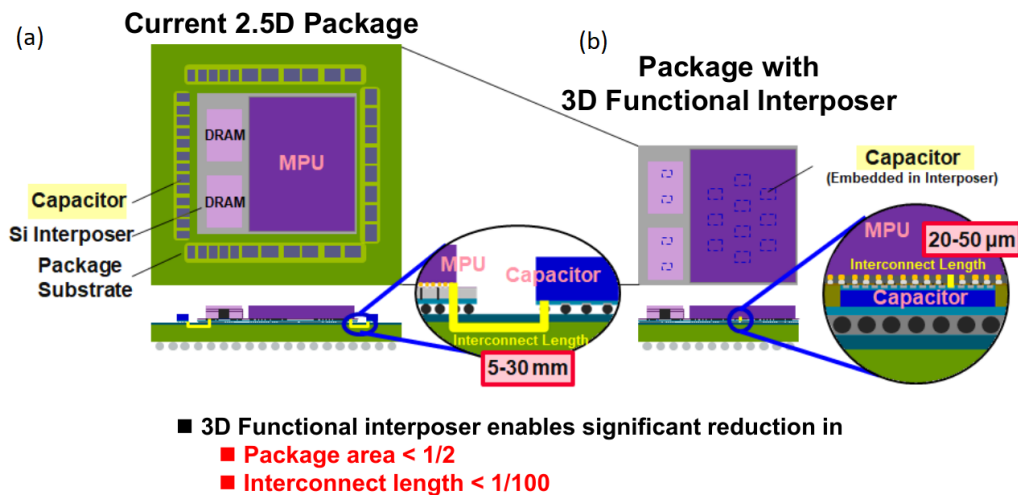 (a)
Current 2.5D Package
DRAM
MPU
DRAM
Capacitor
Si Interposer
Package
Substrate
MPU
Capacitor
Interconnect Length
5-30 mm
(b)
Package with
3D Functional Interposer
Capacitor
(Embedded in Interposer)
MPU
20-50 μm
Interconnect Length
Capacitor
■ 3D Functional interposer enables significant reduction in
■ Package area < 1/2
■ Interconnect length < 1/100